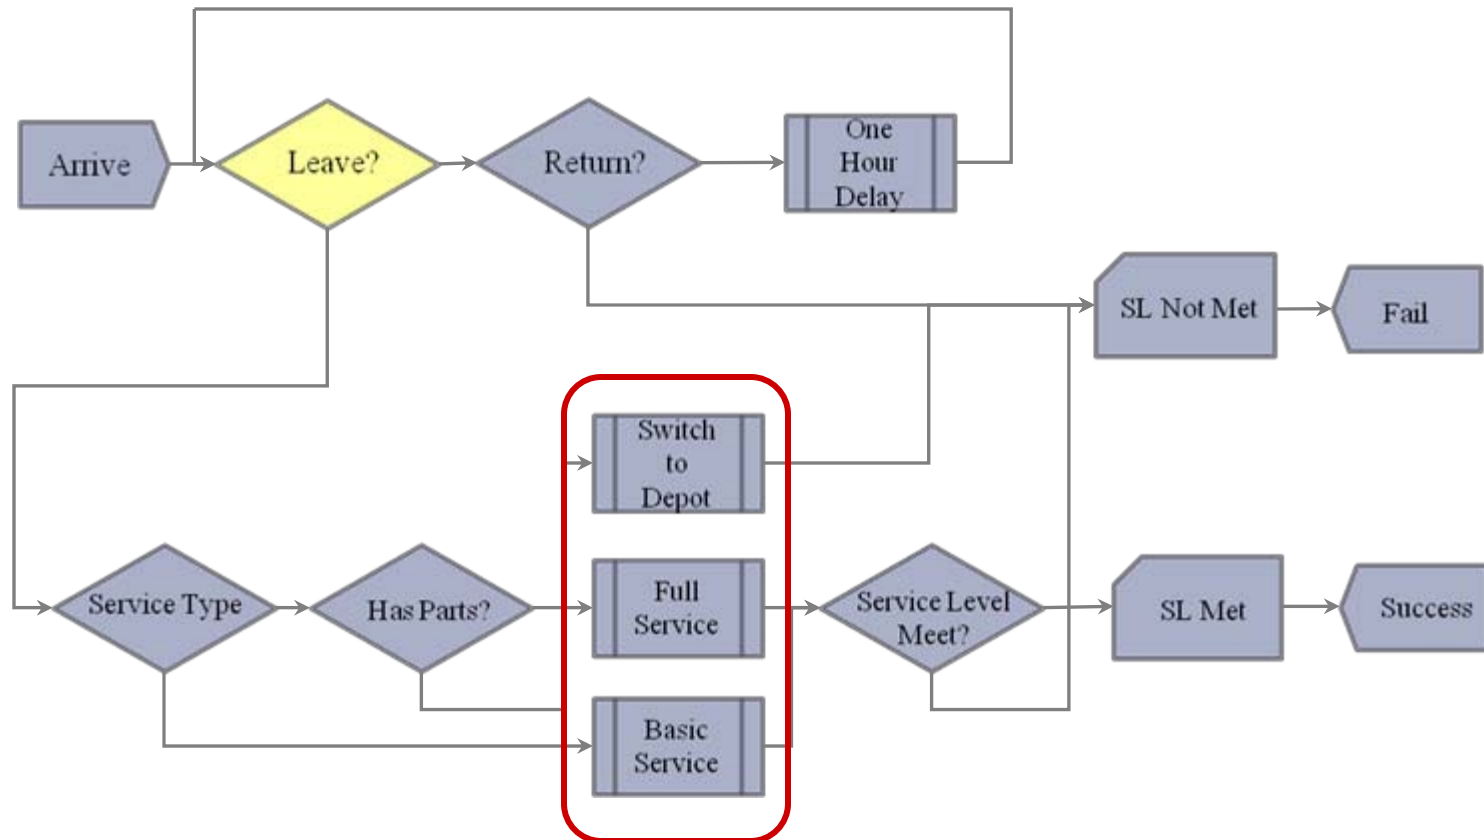 Arrive
Leave?
Return?
One
Hour
Delay
SL Not Met
Fail
Switch
to
Depot
Service Type
Has Parts?
Full
Service
Service Level
Meet?
SL Met
Success
Basic
Service